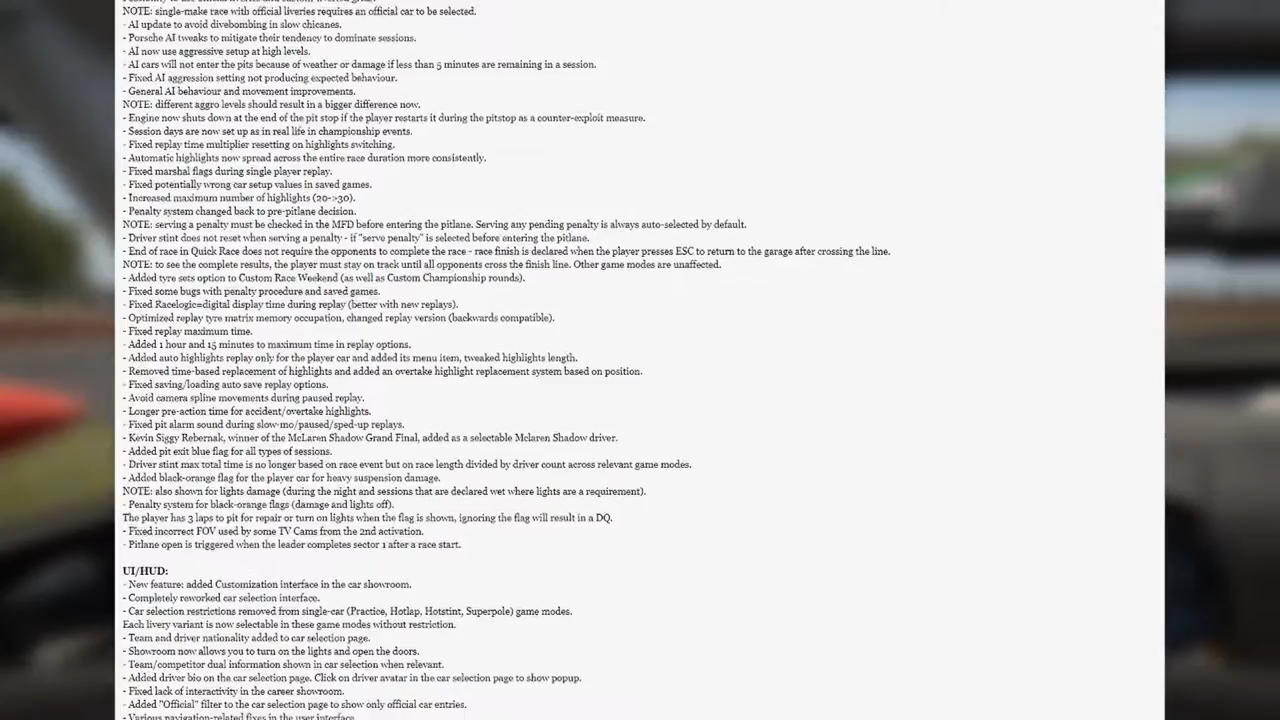 NOTE: single-make race with official liveries requires an official car to be selected.
- AI update to avoid divebombing in slow chicanes.
- Porsche AI tweaks to mitigate their tendency to dominate sessions.
- AI now use aggressive setup at high levels.
- AI cars will not enter the pits because of weather or damage if less than 5 minutes are remaining in a session.
- Fixed AI aggression setting not producing expected behaviour.
- General AI behaviour and movement improvements.
NOTE: different aggro levels should result in a bigger difference now.
- Engine now shuts down at the end of the pit stop if the player restarts it during the pitstop as a counter-exploit measure.
- Session days are now set up as in real life in championship events.
- Fixed replay time multiplier resetting on highlights switching.
- Automatic highlights now spread across the entire race duration more consistently.
- Fixed marshal flags during single player replay.
- Fixed potentially wrong car setup values in saved games.
- Increased maximum number of highlights (20->30).
- Penalty system changed back to pre-pitlane decision.
NOTE: serving a penalty must be checked in the MFD before entering the pitlane. Serving any pending penalty is always auto-selected by default.
- Driver stint does not reset when serving a penalty - if "serve penalty" is selected before entering the pitlane.
- End of race in Quick Race does not require the opponents to complete the race - race finish is declared when the player presses ESC to return to the garage after crossing the line.
NOTE: to see the complete results, the player must stay on track until all opponents cross the finish line. Other game modes are unaffected.
- Added tyre sets option to Custom Race Weekend (as well as Custom Championship rounds).
- Fixed some bugs with penalty procedure and saved games.
- Fixed Racelogic=digital display time during replay (better with new replays).
- Optimized replay tyre matrix memory occupation, changed replay version (backwards compatible).
- Fixed replay maximum time.
- Added 1 hour and 15 minutes to maximum time in replay options.
- Added auto highlights replay only for the player car and added its menu item, tweaked highlights length.
- Removed time-based replacement of highlights and added an overtake highlight replacement system based on position.
- Fixed saving/loading auto save replay options.
- Avoid camera spline movements during paused replay.
- Longer pre-action time for accident/overtake highlights.
- Fixed pit alarm sound during slow-mo/paused/sped-up replays.
- Kevin Siggy Rebernak, winner of the McLaren Shadow Grand Final, added as a selectable Mclaren Shadow driver.
- Added pit exit blue flag for all types of sessions.
- Driver stint max total time is no longer based on race event but on race length divided by driver count across relevant game modes.
- Added black-orange flag for the player car for heavy suspension damage.
NOTE: also shown for lights damage (during the night and sessions that are declared wet where lights are a requirement).
- Penalty system for black-orange flags (damage and lights off).
The player has 3 laps to pit for repair or turn on lights when the flag is shown, ignoring the flag will result in a DQ.
- Fixed incorrect FOV used by some TV Cams from the 2nd activation.
- Pitlane open is triggered when the leader completes sector 1 after a race start.
UI/HUD:
- New feature: added Customization interface in the car showroom.
- Completely reworked car selection interface.
- Car selection restrictions removed from single-car (Practice, Hotlap, Hotstint, Superpole) game modes.
Each livery variant is now selectable in these game modes without restriction.
- Team and driver nationality added to car selection page.
- Showroom now allows you to turn on the lights and open the doors.
- Team/competitor dual information shown in car selection when relevant.
- Added driver bio on the car selection page. Click on driver avatar in the car selection page to show popup.
- Fixed lack of interactivity in the career showroom.
- Added "Official" filter to the car selection page to show only official car entries.
- Various navigation-related fixes in the user interface.